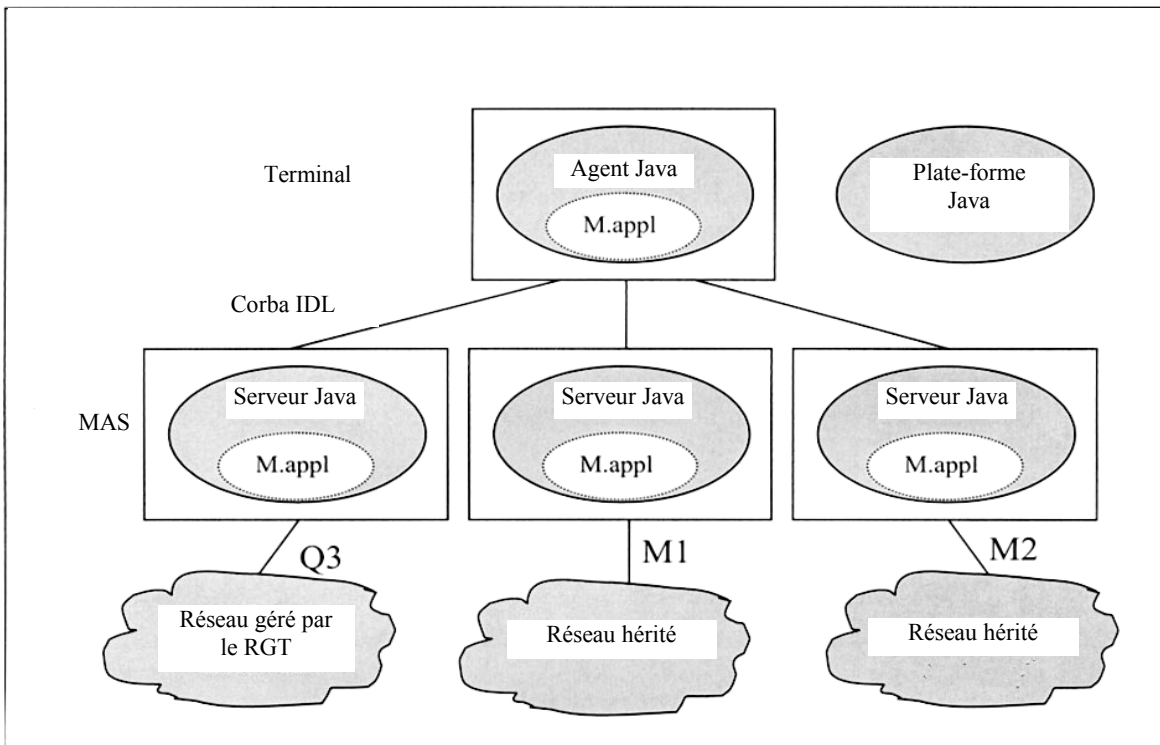 Terminal
Agent Java
M.appl
Plate-forme
Java
Corba IDL
MAS
Serveur Java
M.appl
Serveur Java
M.appl
Serveur Java
M.appl
Q3
M1
M2
Réseau géré par
le RGT
Réseau hérité
Réseau hérité